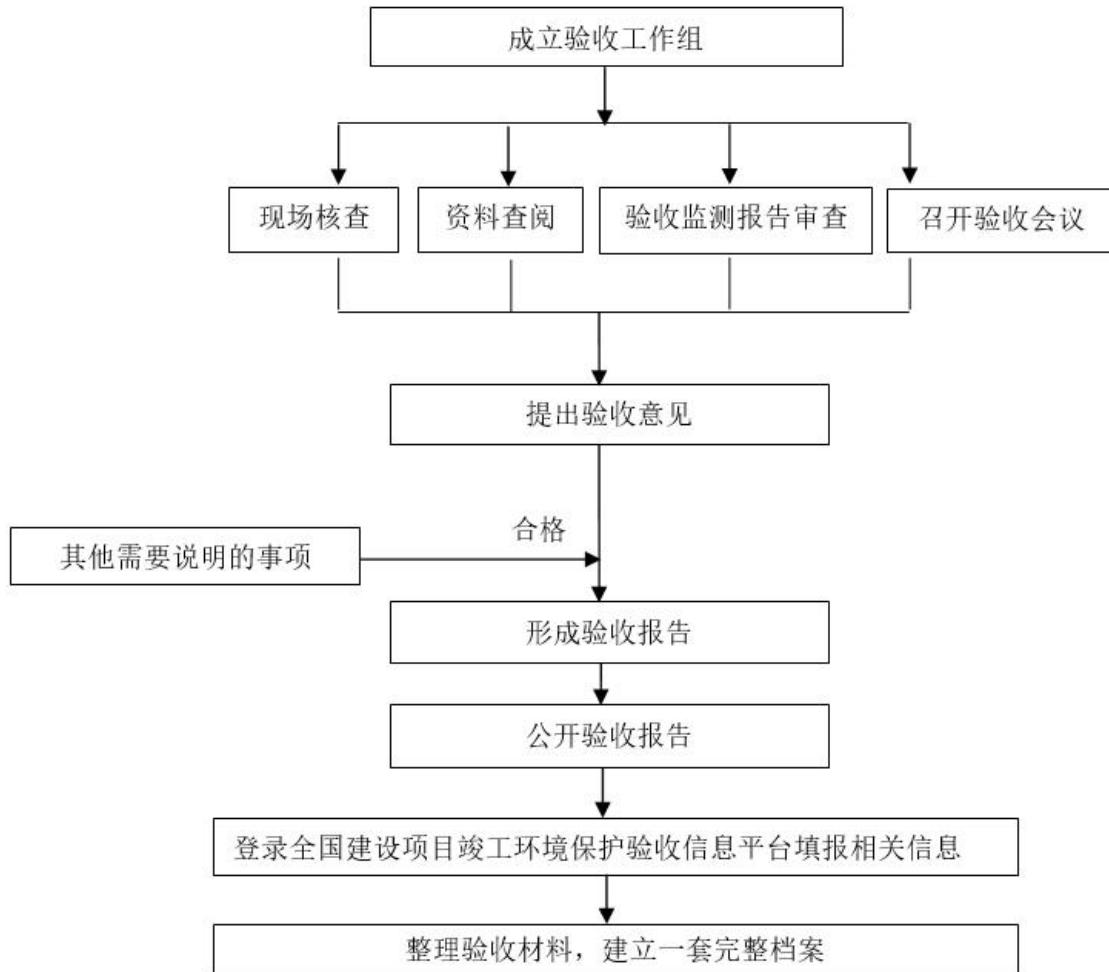 成立验收工作组
现场核查
资料查阅
验收监测报告审查
召开验收会议
提出验收意见
合格
其他需要说明的事项
形成验收报告
公开验收报告
登录全国建设项目竣工环境保护验收信息平台填报相关信息
整理验收材料，建立一套完整档案